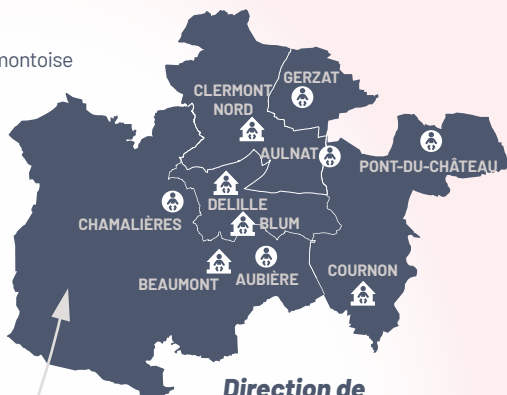 montoise
GERZAT
CLERMONT
NORD
AULNAT
PONT-DU-CHÂTEAU
DELILLE
CHAMALIÈRES
BLUM
COURNON
BEAUMONT
AUBIÈRE
Direction de